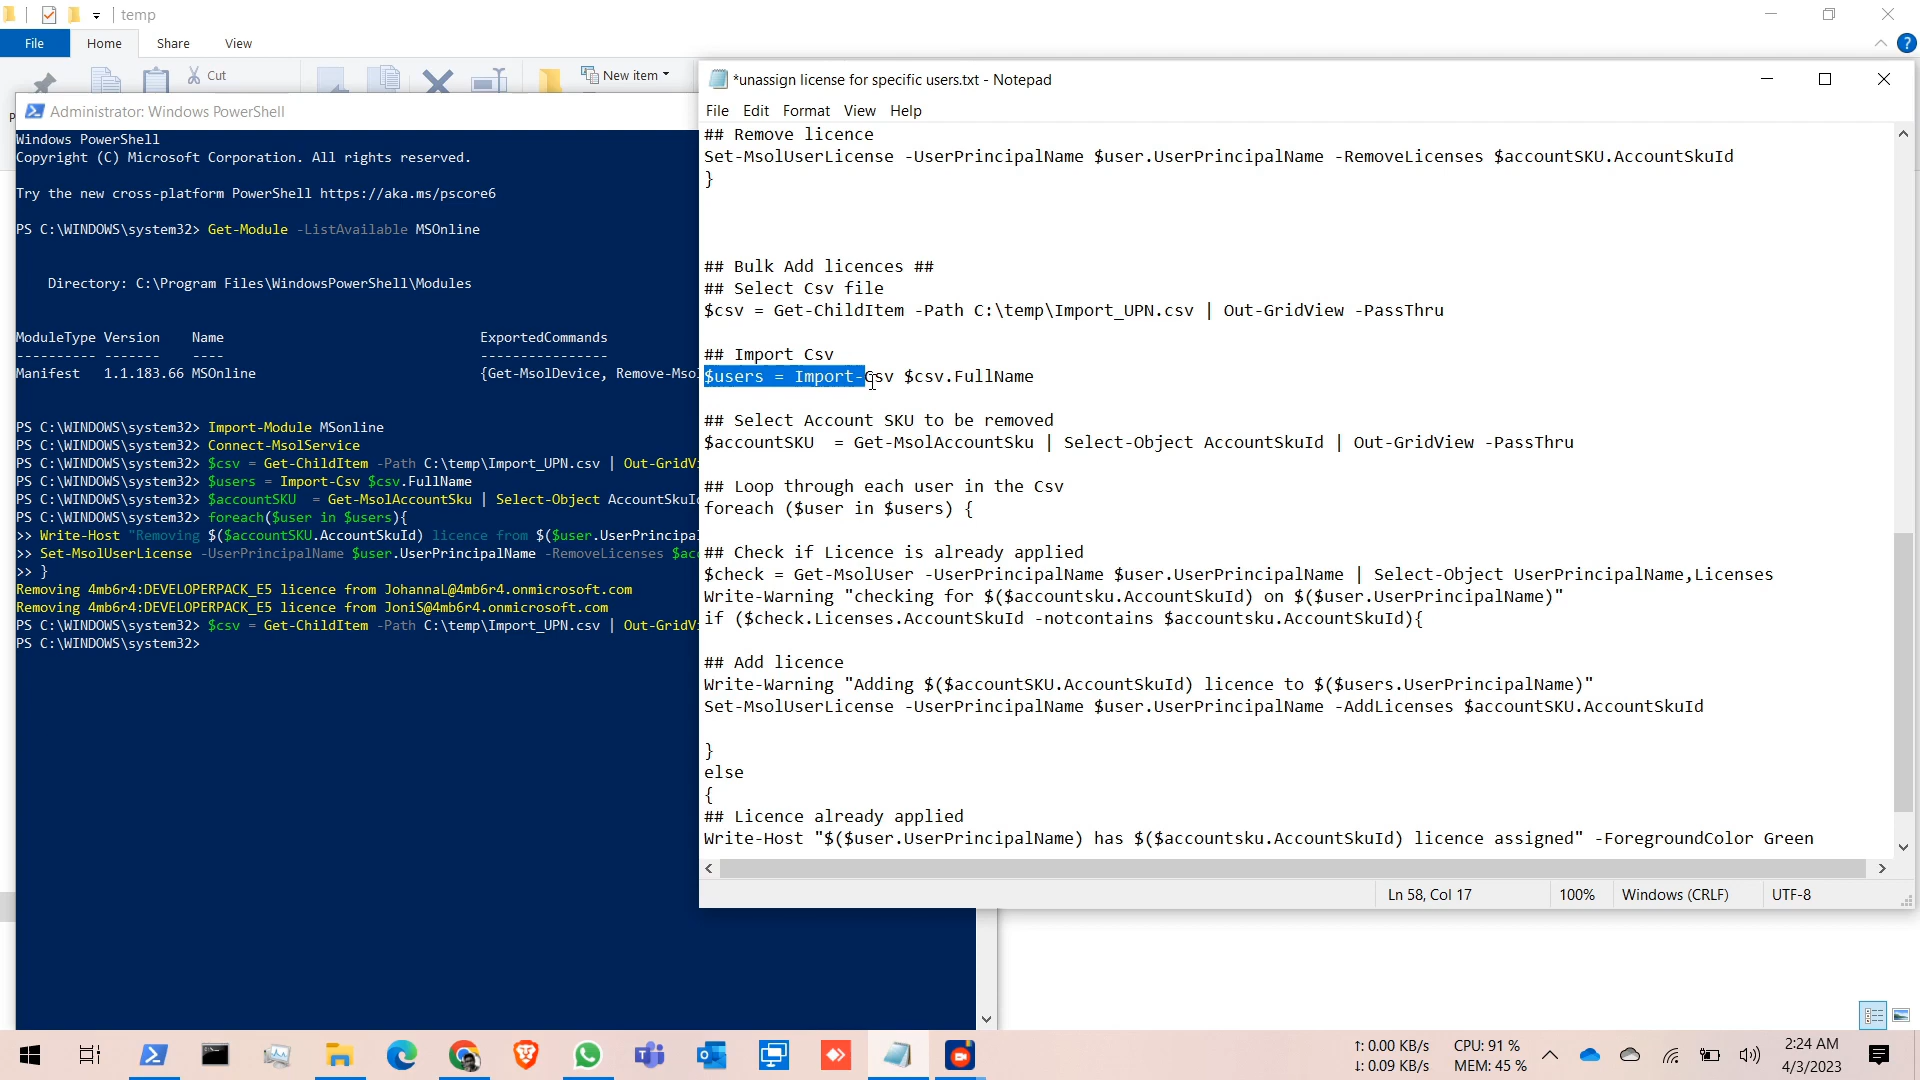 temp
File Home Share View
Cut
New item
Administrator: Windows PowerShell
Windows PowerShell
Copyright (C) Microsoft Corporation. All rights reserved.
Try the new cross-platform PowerShell https://aka.ms/pscore6
PS C:\WINDOWS\system32> Get-Module -ListAvailable MSOnline
Directory: C:\Program Files\WindowsPowerShell\Modules
ModuleType Version Name ExportedCommands
---------- ------- ---- ----------------
Manifest 1.1.183.66 MSOnline {Get-MsolDevice, Remove-Msol
PS C:\WINDOWS\system32> Import-Module MSonline
PS C:\WINDOWS\system32> Connect-MsolService
PS C:\WINDOWS\system32> $csv = Get-ChildItem -Path C:\temp\Import_UPN.csv | Out-GridV
PS C:\WINDOWS\system32> $users = Import-Csv $csv.FullName
PS C:\WINDOWS\system32> $accountSKU  = Get-MsolAccountSku | Select-Object AccountSkuId
PS C:\WINDOWS\system32> foreach($user in $users){
>> Write-Host "Removing $($accountSKU.AccountSkuId) licence from $($user.UserPrincipal
>> Set-MsolUserLicense -UserPrincipalName $user.UserPrincipalName -RemoveLicenses $acc
>> }
Removing 4mb6r4:DEVELOPERPACK_E5 licence from JohannaL@4mb6r4.onmicrosoft.com
Removing 4mb6r4:DEVELOPERPACK_E5 licence from JoniS@4mb6r4.onmicrosoft.com
PS C:\WINDOWS\system32> $csv = Get-ChildItem -Path C:\temp\Import_UPN.csv | Out-GridV
PS C:\WINDOWS\system32>
*unassign license for specific users.txt - Notepad
File Edit Format View Help
## Remove licence
Set-MsolUserLicense -UserPrincipalName $user.UserPrincipalName -RemoveLicenses $accountSKU.AccountSkuId
}
## Bulk Add licences ##
## Select Csv file
$csv = Get-ChildItem -Path C:\temp\Import_UPN.csv | Out-GridView -PassThru
## Import Csv
$users = Import-Csv $csv.FullName
## Select Account SKU to be removed
$accountSKU  = Get-MsolAccountSku | Select-Object AccountSkuId | Out-GridView -PassThru
## Loop through each user in the Csv
foreach ($user in $users) {
## Check if Licence is already applied
$check = Get-MsolUser -UserPrincipalName $user.UserPrincipalName | Select-Object UserPrincipalName,Licenses
Write-Warning "checking for $($accountsku.AccountSkuId) on $($user.UserPrincipalName)"
if ($check.Licenses.AccountSkuId -notcontains $accountsku.AccountSkuId){
## Add licence
Write-Warning "Adding $($accountSKU.AccountSkuId) licence to $($users.UserPrincipalName)"
Set-MsolUserLicense -UserPrincipalName $user.UserPrincipalName -AddLicenses $accountSKU.AccountSkuId
}
else
{
## Licence already applied
Write-Host "$($user.UserPrincipalName) has $($accountsku.AccountSkuId) licence assigned" -ForegroundColor Green
Ln 58, Col 17 100% Windows (CRLF) UTF-8
↑: 0.00 KB/s CPU: 91 % 2:24 AM
↓: 0.09 KB/s MEM: 45 % 4/3/2023